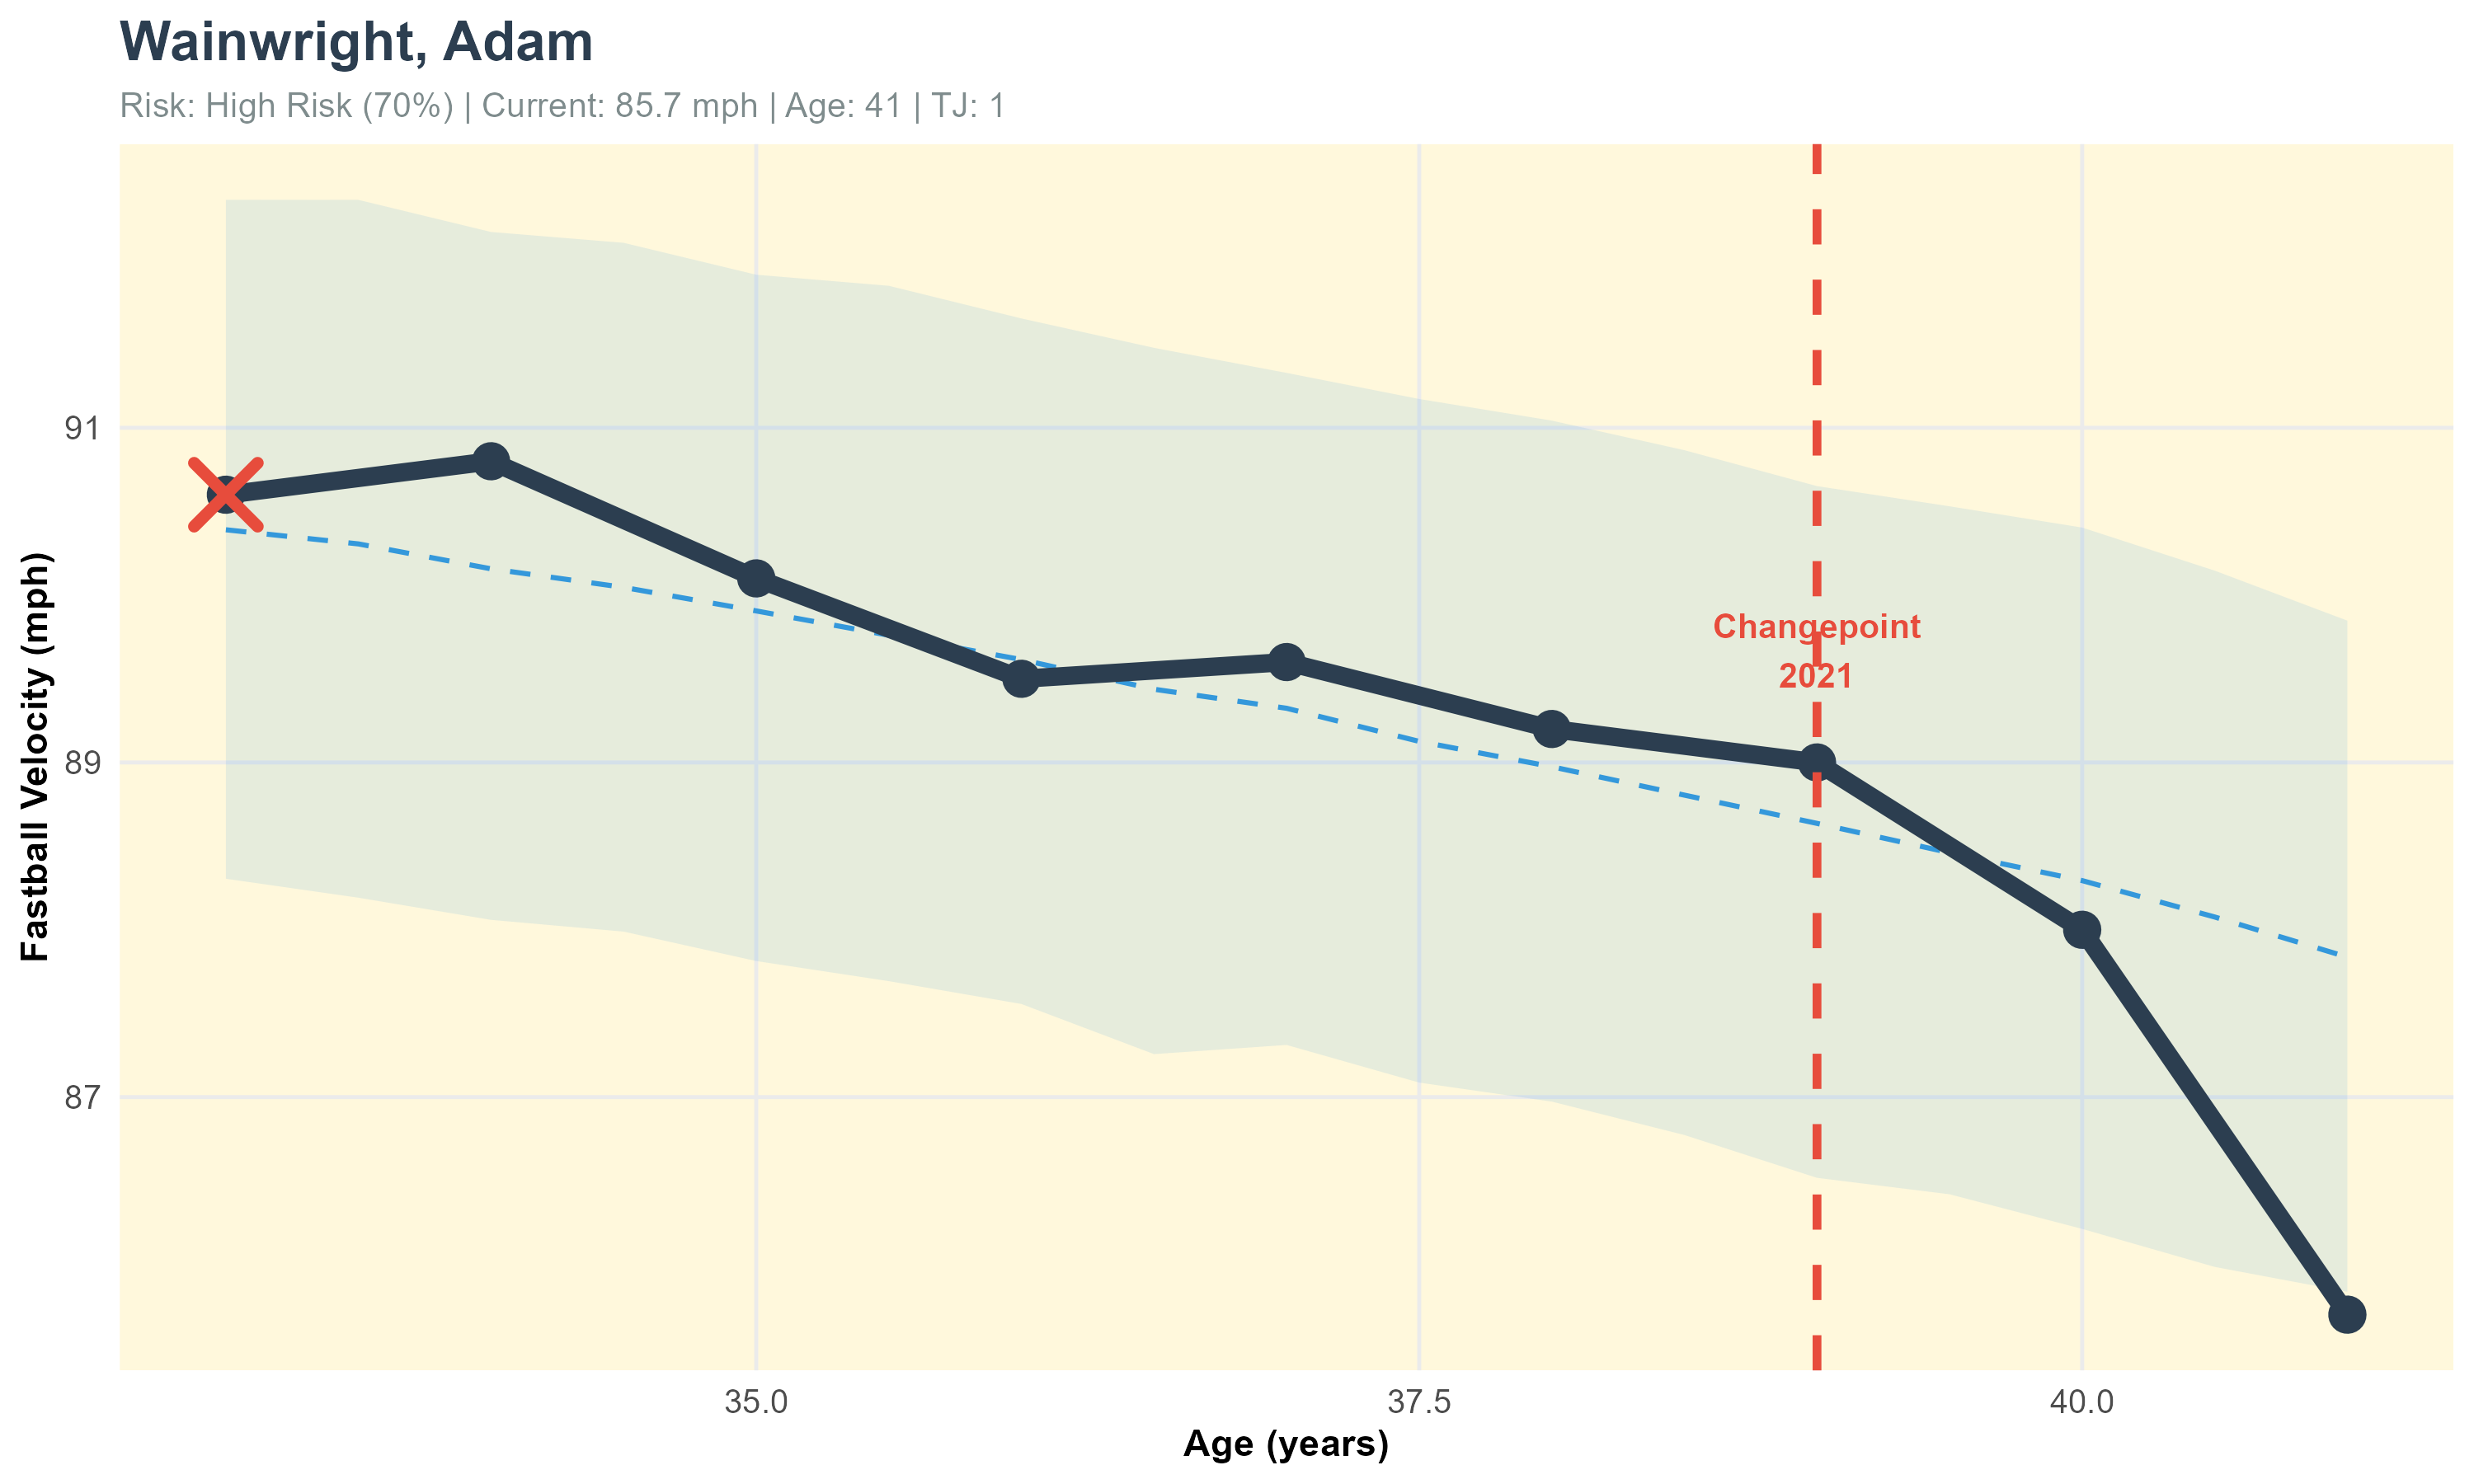 Wainwright, Adam
Risk: High Risk (70%) | Current: 85.7 mph | Age: 41 | TJ: 1
Fastball Velocity (mph)
91
89
87
Changepoint
2021
35.0
37.5
40.0
Age (years)